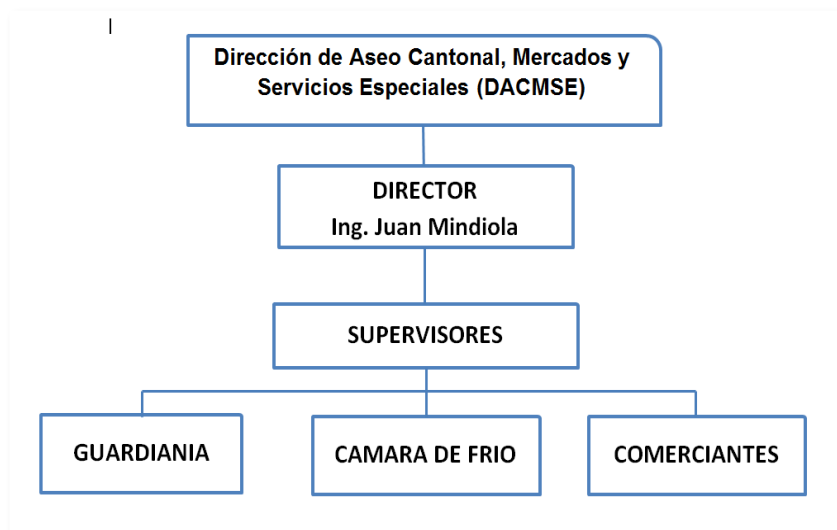 Dirección de Aseo Cantonal, Mercados y
Servicios Especiales (DACMSE)
DIRECTOR
Ing. Juan Mindiola
SUPERVISORES
GUARDIANIA
CAMARA DE FRIO
COMERCIANTES